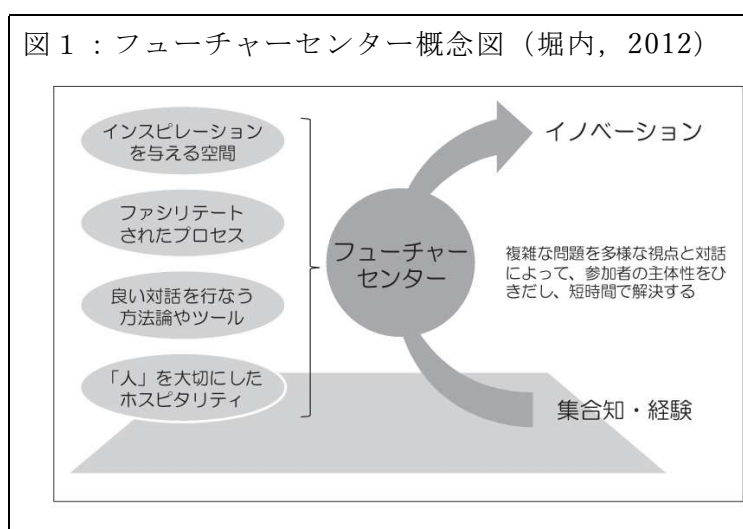 図1：フューチャーセンター概念図（堀内，2012）
インスピレーション
を与える空間
ファシリテート
されたプロセス
良い対話を行なう
方法論やツール
「人」を大切にした
ホスピタリティ
フューチャー
センター
イノベーション
複雑な問題を多様な視点と対話
によって、参加者の主体性をひ
きだし、短時間で解決する
集合知・経験